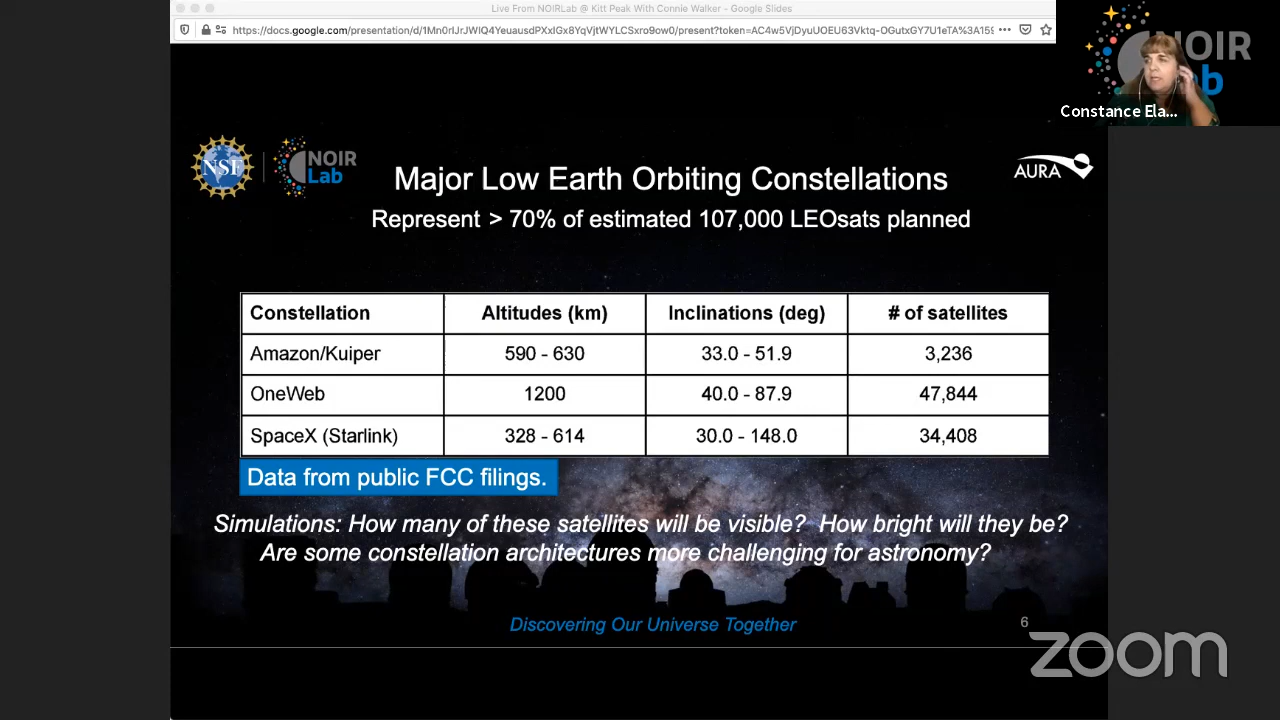 Live From NOIRLab @ Kitt Peak With Connie Walker - Google Slides
NOIR
Lab
Constance Ela...
NSF
NOIR
Lab
Major Low Earth Orbiting Constellations
AURA
Represent > 70% of estimated 107,000 LEOsats planned
Constellation Altitudes (km) Inclinations (deg) # of satellites
Amazon/Kuiper 590 - 630 33.0 - 51.9 3,236
OneWeb 1200 40.0 - 87.9 47,844
SpaceX (Starlink) 328 - 614 30.0 - 148.0 34,408
Data from public FCC filings.
Simulations: How many of these satellites will be visible? How bright will they be?
Are some constellation architectures more challenging for astronomy?
Discovering Our Universe Together
6
zoom